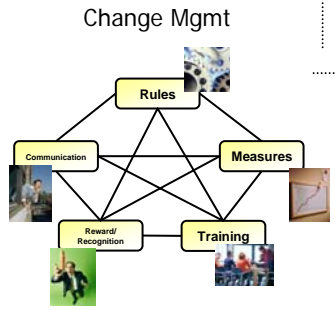 Change Mgmt
Rules
Communication
Measures
Reward/
Recognition
Training